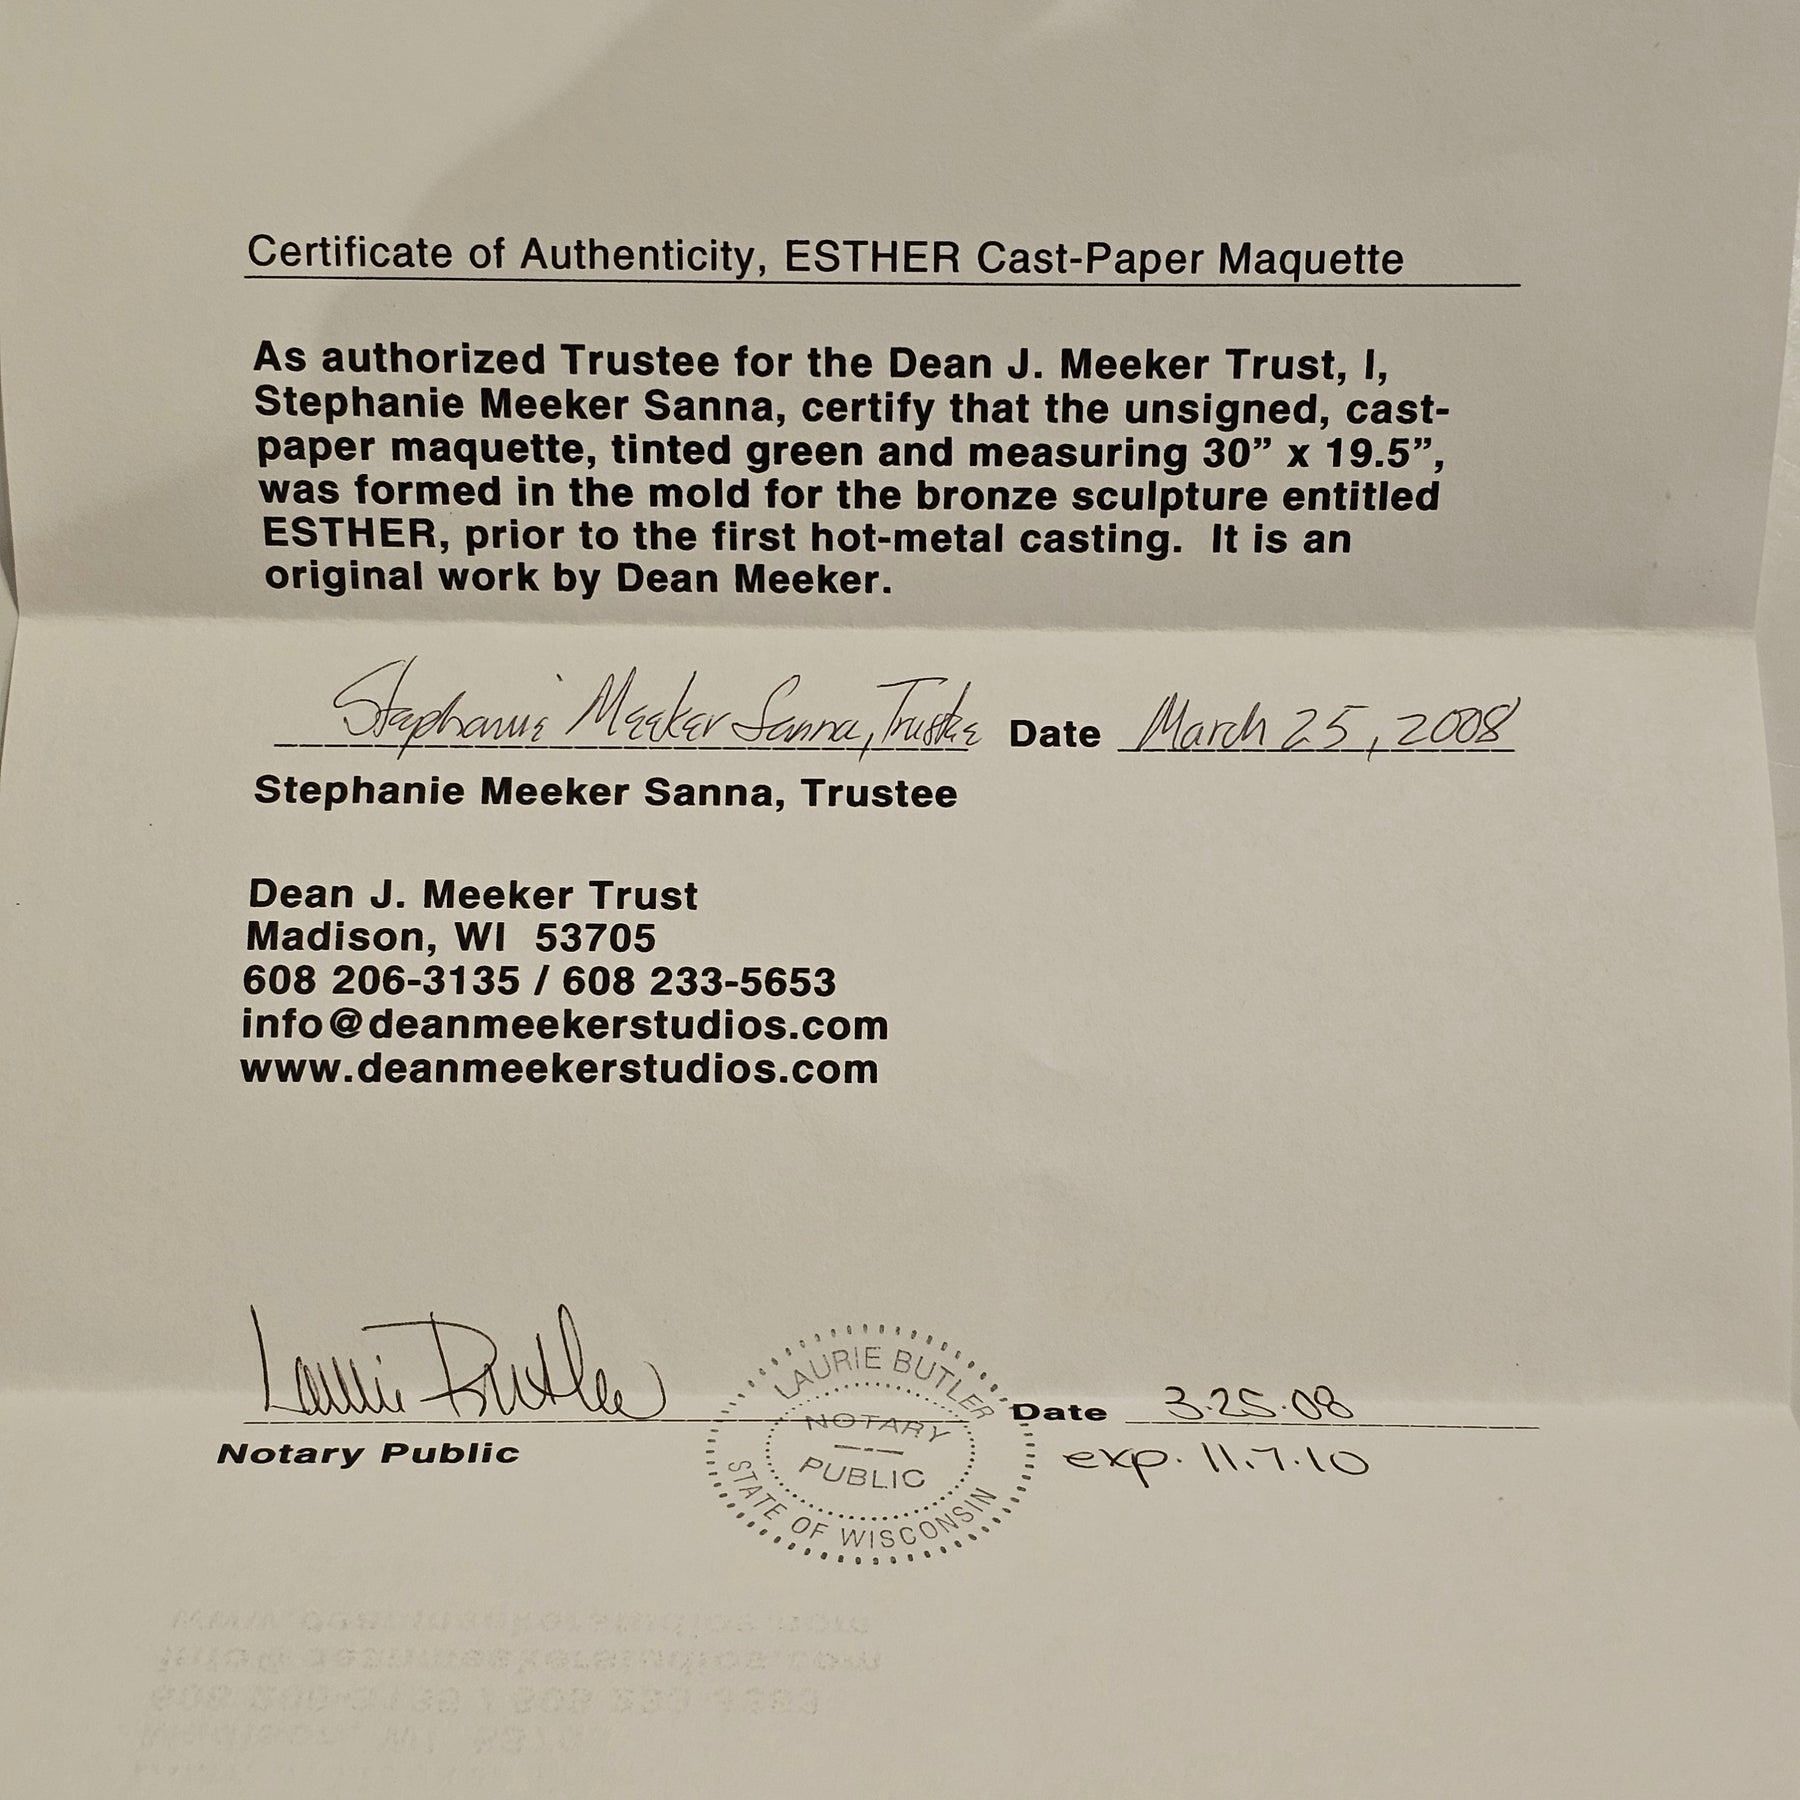 Certificate of Authenticity, ESTHER Cast-Paper Maquette
As authorized Trustee for the Dean J. Meeker Trust, I,
Stephanie Meeker Sanna, certify that the unsigned, cast-
paper maquette, tinted green and measuring 30” x 19.5”,
was formed in the mold for the bronze sculpture entitled
ESTHER, prior to the first hot-metal casting. It is an
original work by Dean Meeker.
Stephanie Meeker Sanna, Trustee Date March 25, 2008
Stephanie Meeker Sanna, Trustee
Dean J. Meeker Trust
Madison, WI 53705
608 206-3135 / 608 233-5653
info@deanmeekerstudios.com
www.deanmeekerstudios.com
Laurie Butler
LAURIE BUTLER
NOTARY
PUBLIC
STATE OF WISCONSIN
Date 3.25.08
Notary Public
exp. 11.7.10